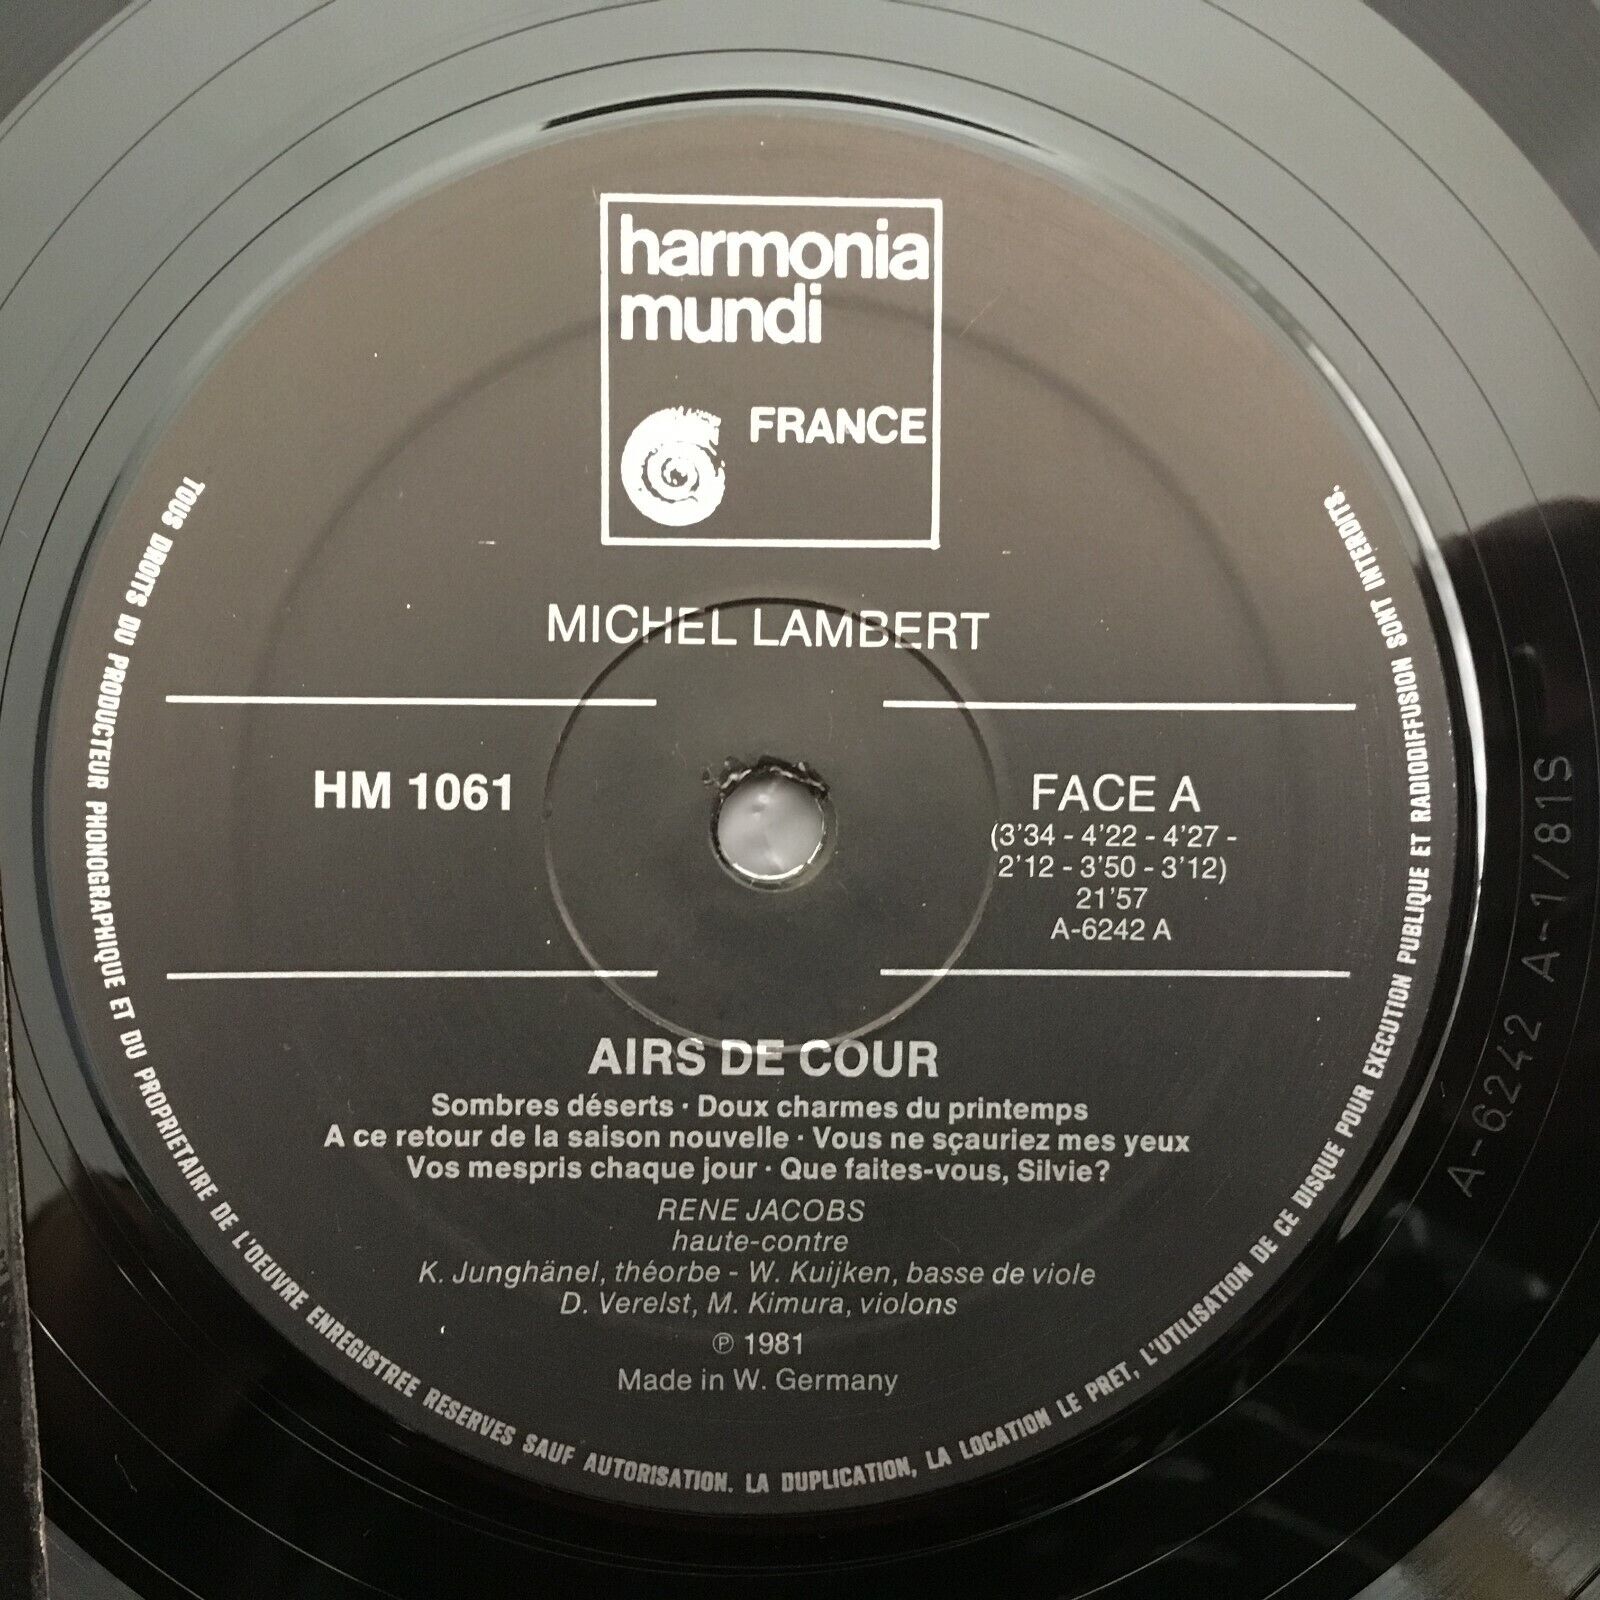 harmonia
mundi
FRANCE
MICHEL LAMBERT
HM 1061
FACE A
(3'34 - 4'22 - 4'27 -
2'12 - 3'50 - 3'12)
21'57
A-6242 A
AIRS DE COUR
Sombres déserts · Doux charmes du printemps
A ce retour de la saison nouvelle · Vous ne sçauriez mes yeux
Vos mespris chaque jour · Que faites-vous, Silvie?
RENE JACOBS
haute-contre
K. Junghänel, théorbe - W. Kuijken, basse de viole
D. Verelst, M. Kimura, violons
℗ 1981
Made in W. Germany
TOUS DROITS DU PRODUCTEUR PHONOGRAPHIQUE ET DU PROPRIETAIRE DE L'OEUVRE ENREGISTREE RESERVES SAUF AUTORISATION. LA DUPLICATION, LA LOCATION LE PRET, L'UTILISATION DE CE DISQUE POUR EXECUTION PUBLIQUE ET RADIODIFFUSION SONT INTERDITS.
A-6242 A-1/81S